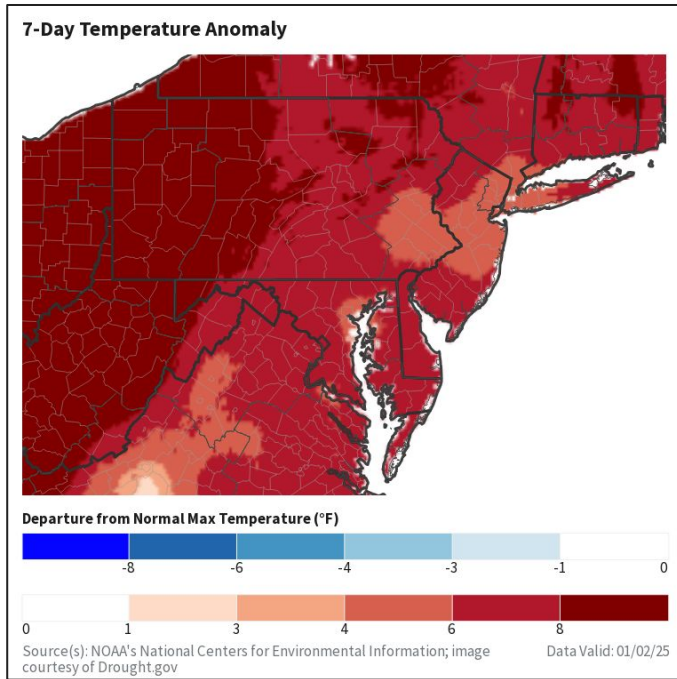 7-Day Temperature Anomaly
Departure from Normal Max Temperature (°F)
-8 -6 -4 -3 -1 0
0 1 3 4 6 8
Source(s): NOAA's National Centers for Environmental Information; image
courtesy of Drought.gov
Data Valid: 01/02/25